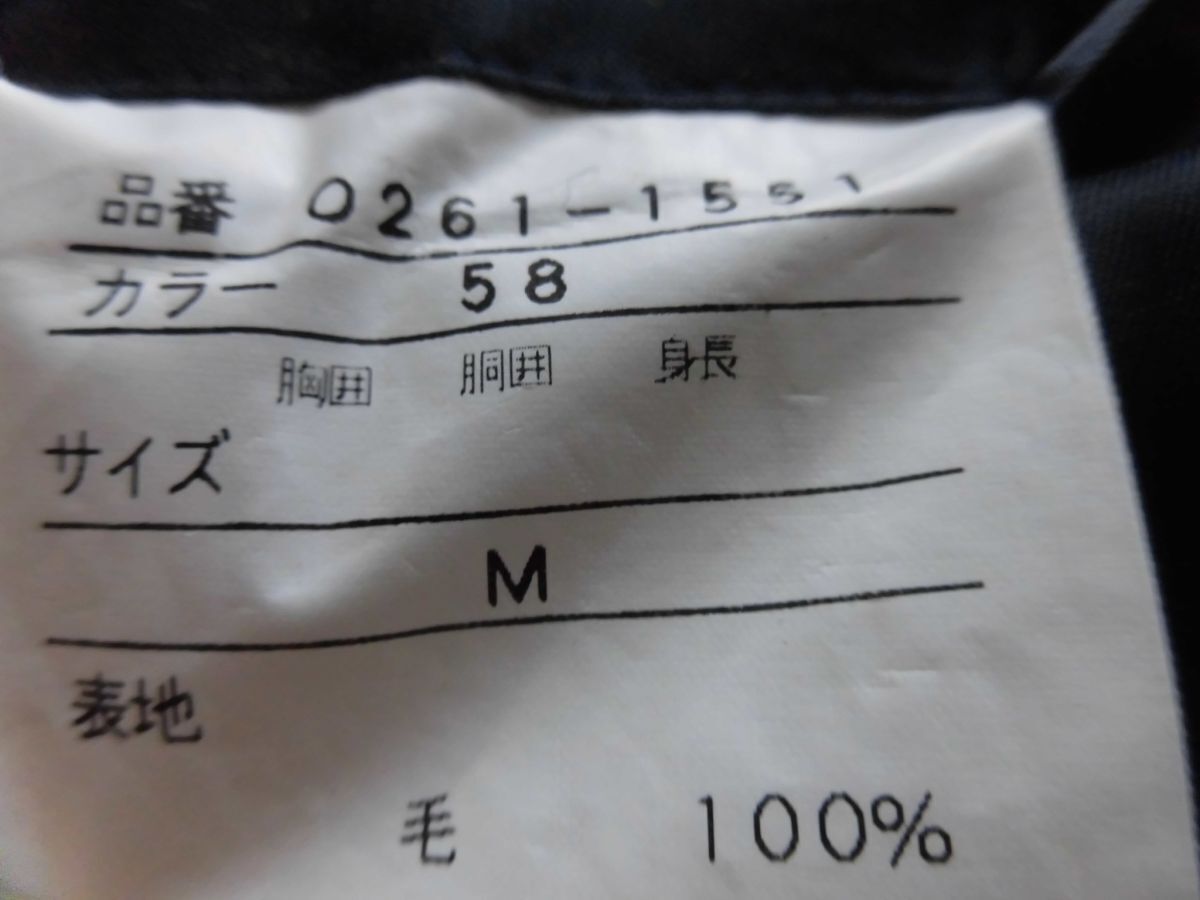 品番 0261-1551
カラー 58
胸囲 胴囲 身長
サイズ
M
表地
毛 100%